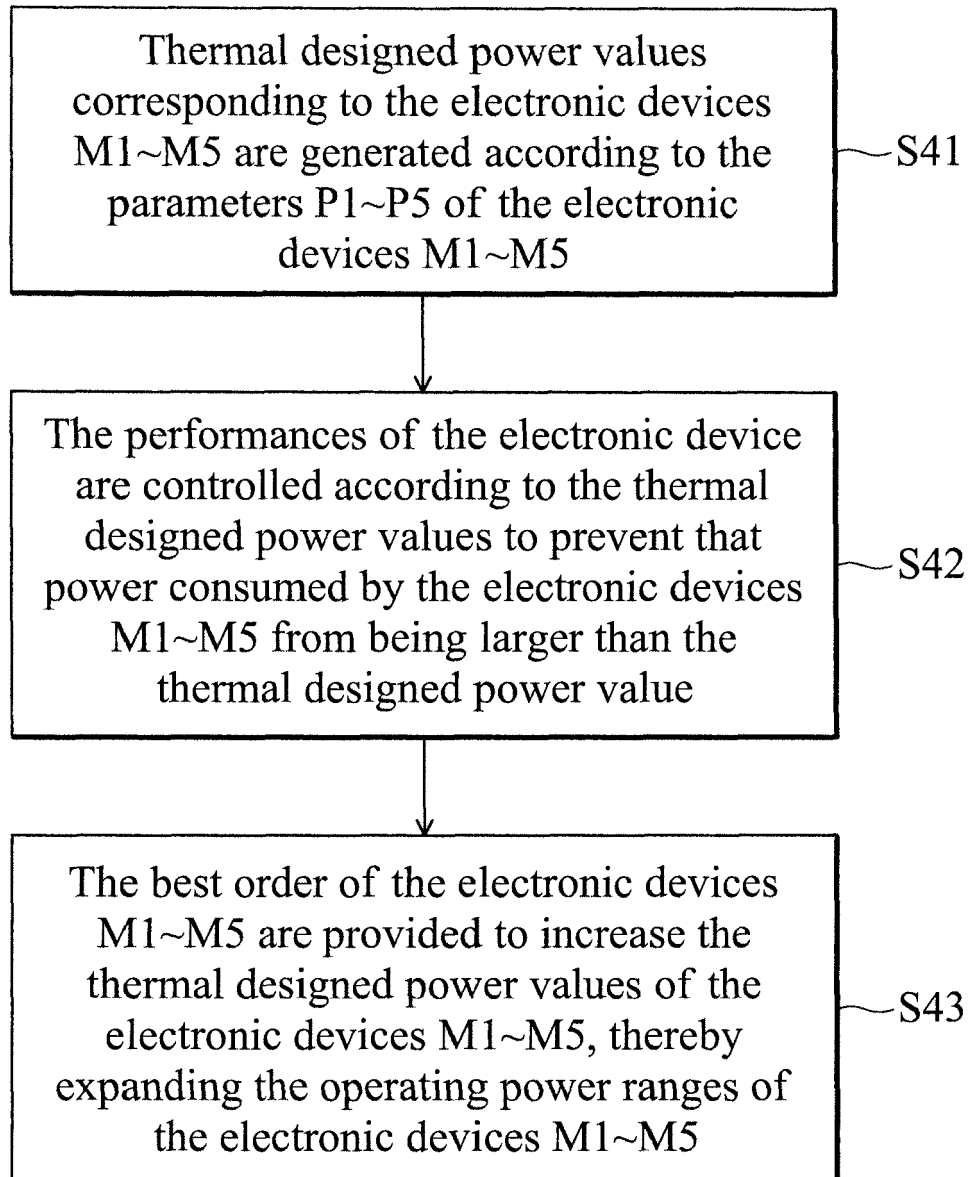 Thermal designed power values
corresponding to the electronic devices
M1~M5 are generated according to the
parameters P1~P5 of the electronic
devices M1~M5
S41
The performances of the electronic device
are controlled according to the thermal
designed power values to prevent that
power consumed by the electronic devices
M1~M5 from being larger than the
thermal designed power value
S42
The best order of the electronic devices
M1~M5 are provided to increase the
thermal designed power values of the
electronic devices M1~M5, thereby
expanding the operating power ranges of
the electronic devices M1~M5
S43